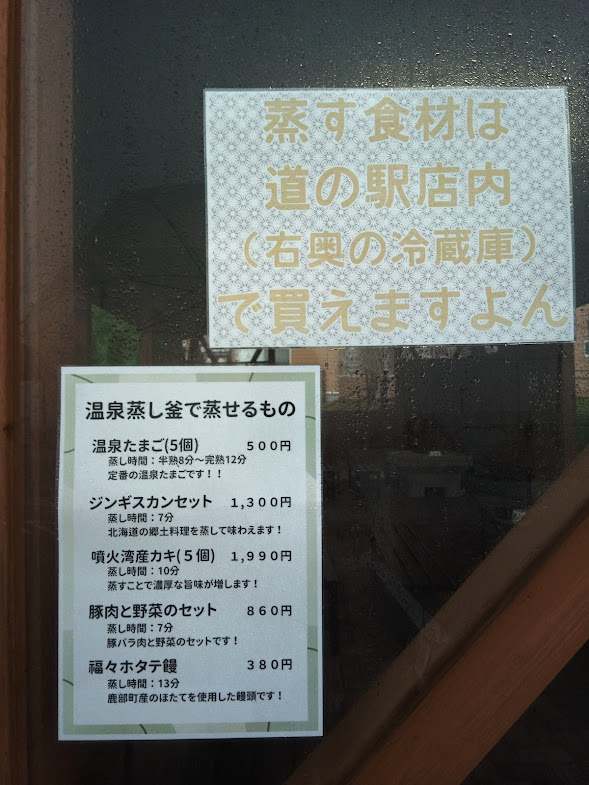 蒸す食材は
道の駅店内
（右奥の冷蔵庫）
で買えますよん
温泉蒸し釜で蒸せるもの
温泉たまご(5個) 500円
蒸し時間：半熟8分～完熟12分
定番の温泉たまごです！！
ジンギスカンセット 1,300円
蒸し時間：7分
北海道の郷土料理を蒸して味わえます！
噴火湾産カキ(５個) 1,990円
蒸し時間：10分
蒸すことで濃厚な旨味が増します！
豚肉と野菜のセット 860円
蒸し時間：7分
豚バラ肉と野菜のセットです！
福々ホタテ饅 380円
蒸し時間：13分
鹿部町産のほたてを使用した饅頭です！